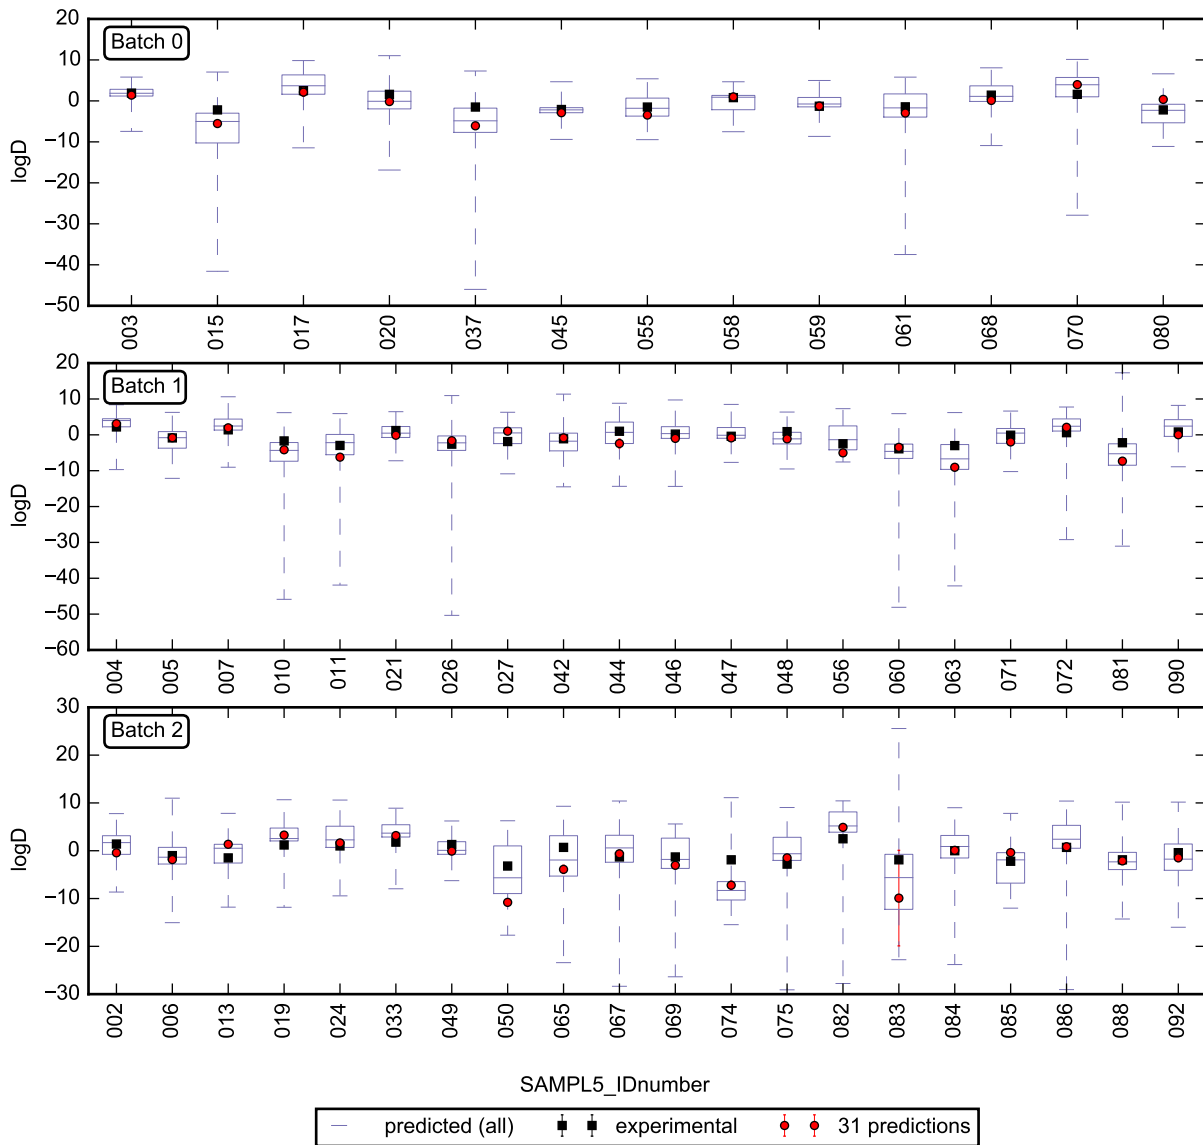 20
Batch 0
10
0
−10
−20
−30
−40
−50
logD
003 015 017 020 037 045 055 058 059 061 068 070 080
20
Batch 1
10
0
−10
−20
−30
−40
−50
−60
logD
004 005 007 010 011 021 026 027 042 044 046 047 048 056 060 063 071 072 081 090
30
Batch 2
20
10
0
−10
−20
−30
logD
002 006 013 019 024 033 049 050 065 067 069 074 075 082 083 084 085 086 088 092
SAMPL5_IDnumber
predicted (all) experimental 31 predictions